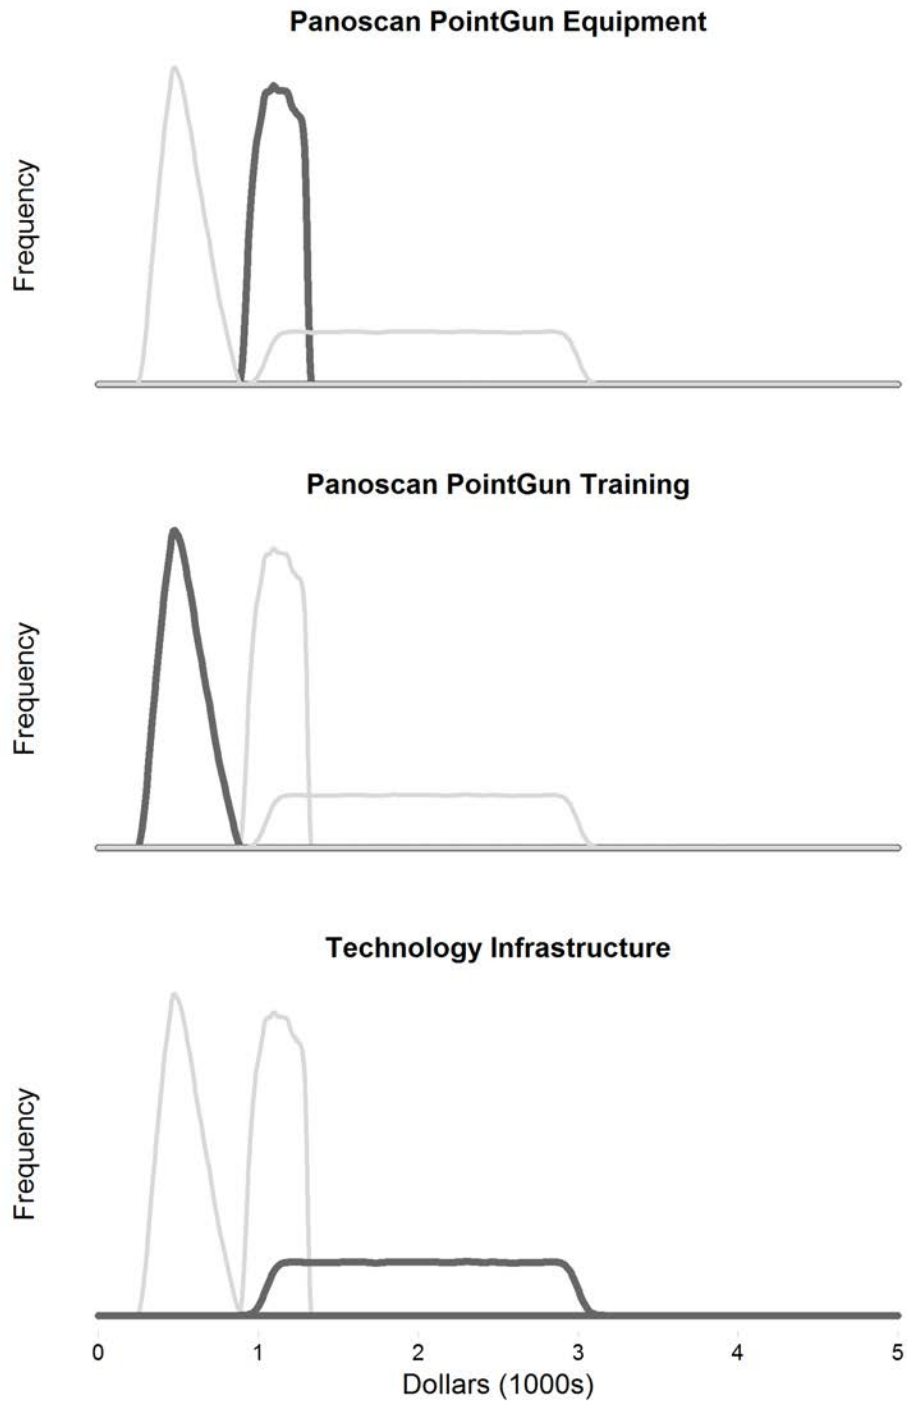 Panoscan PointGun Equipment
Frequency
Panoscan PointGun Training
Frequency
Technology Infrastructure
Frequency
0 1 2 3 4 5
Dollars (1000s)